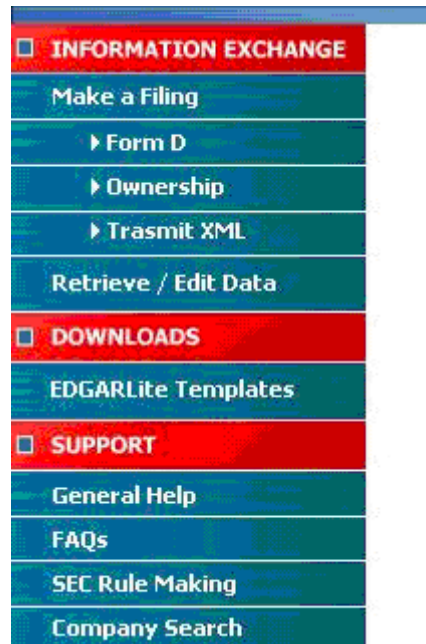 INFORMATION EXCHANGE
Make a Filing
Form D
Ownership
Trasmit XML
Retrieve / Edit Data
DOWNLOADS
EDGARLite Templates
SUPPORT
General Help
FAQs
SEC Rule Making
Company Search